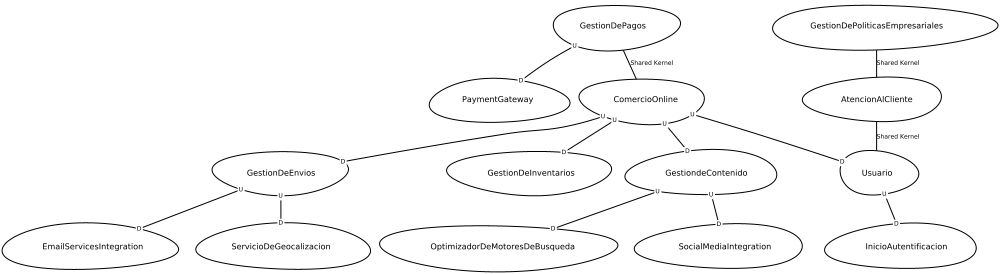 GestionDePagos
GestionDePoliticasEmpresariales
U
Shared Kernel
Shared Kernel
D
PaymentGateway
ComercioOnline
AtencionAlCliente
U
U
U
U
Shared Kernel
D
D
D
D
GestionDeEnvios
GestionDeInventarios
GestiondeContenido
Usuario
U
U
U
U
U
D
D
D
D
D
EmailServicesIntegration
ServicioDeGeocalizacion
OptimizadorDeMotoresDeBusqueda
SocialMediaIntegration
InicioAutentificacion